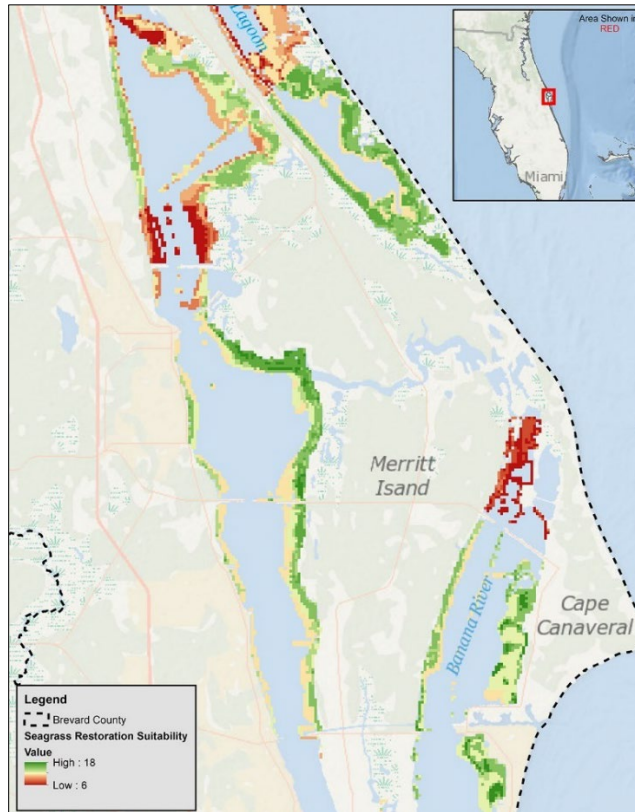 Lagoon
Area Shown in
RED
Miami
Merritt
Isand
Banana River
Cape
Canaveral
Legend
Brevard County
Seagrass Restoration Suitability
Value
High : 18
Low : 6